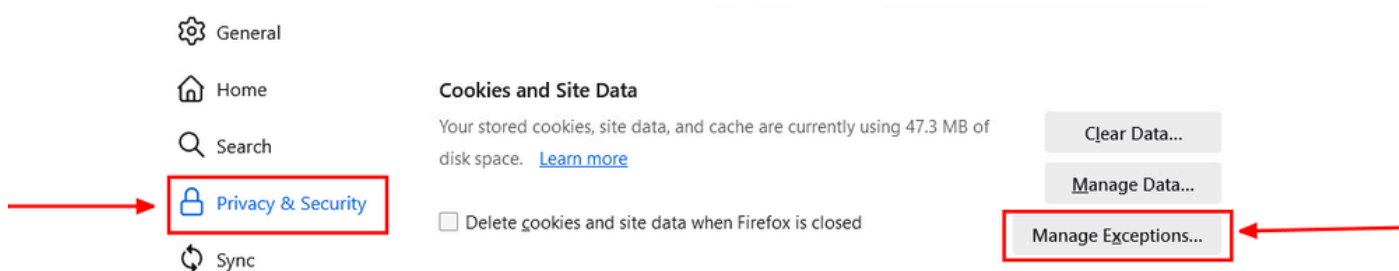 General
Home
Search
Privacy & Security
Sync
Cookies and Site Data
Your stored cookies, site data, and cache are currently using 47.3 MB of
disk space. Learn more
Clear Data...
Manage Data...
Delete cookies and site data when Firefox is closed
Manage Exceptions...